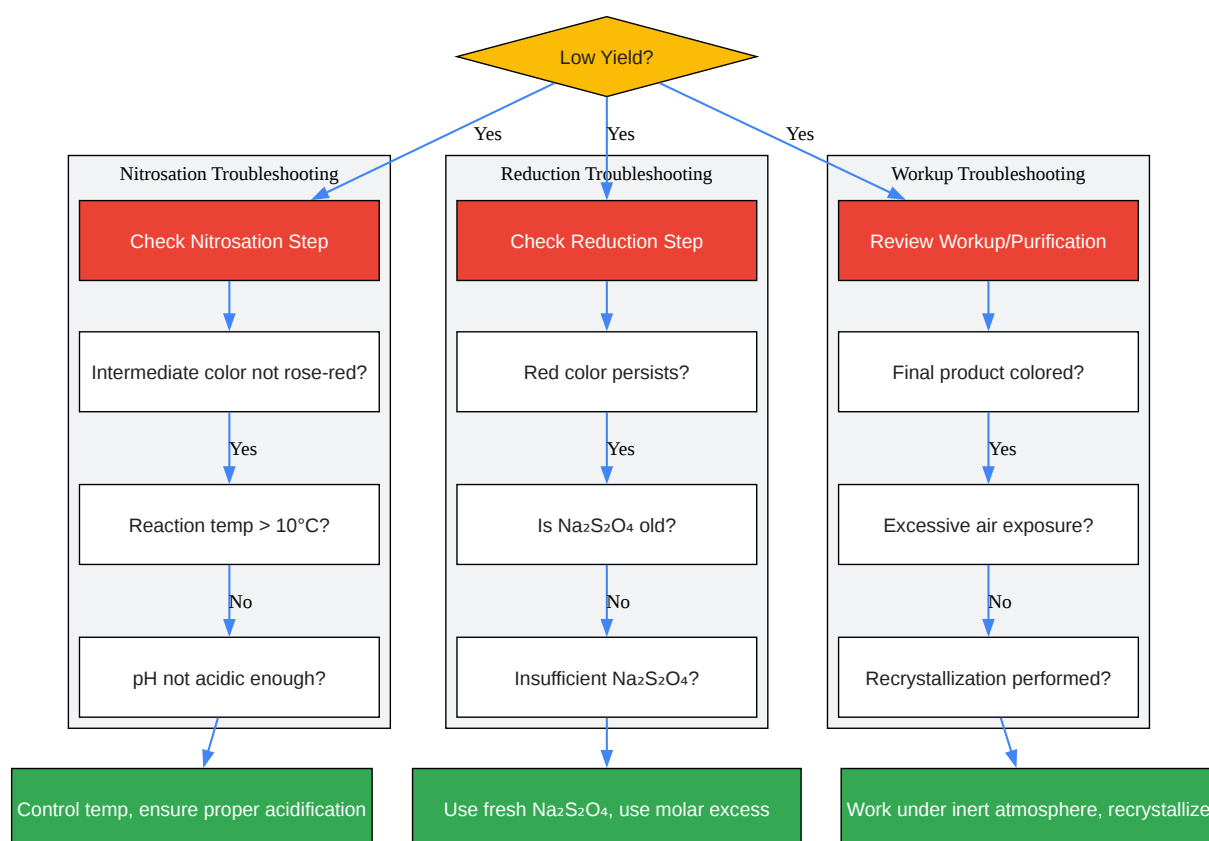 Low Yield?
Yes
Yes
Yes
Nitrosation Troubleshooting
Reduction Troubleshooting
Workup Troubleshooting
Check Nitrosation Step
Check Reduction Step
Review Workup/Purification
Intermediate color not rose-red?
Red color persists?
Final product colored?
Yes
Yes
Yes
Reaction temp > 10°C?
Is Na₂S₂O₄ old?
Excessive air exposure?
No
No
No
pH not acidic enough?
Insufficient Na₂S₂O₄?
Recrystallization performed?
Control temp, ensure proper acidification
Use fresh Na₂S₂O₄, use molar excess
Work under inert atmosphere, recrystallize